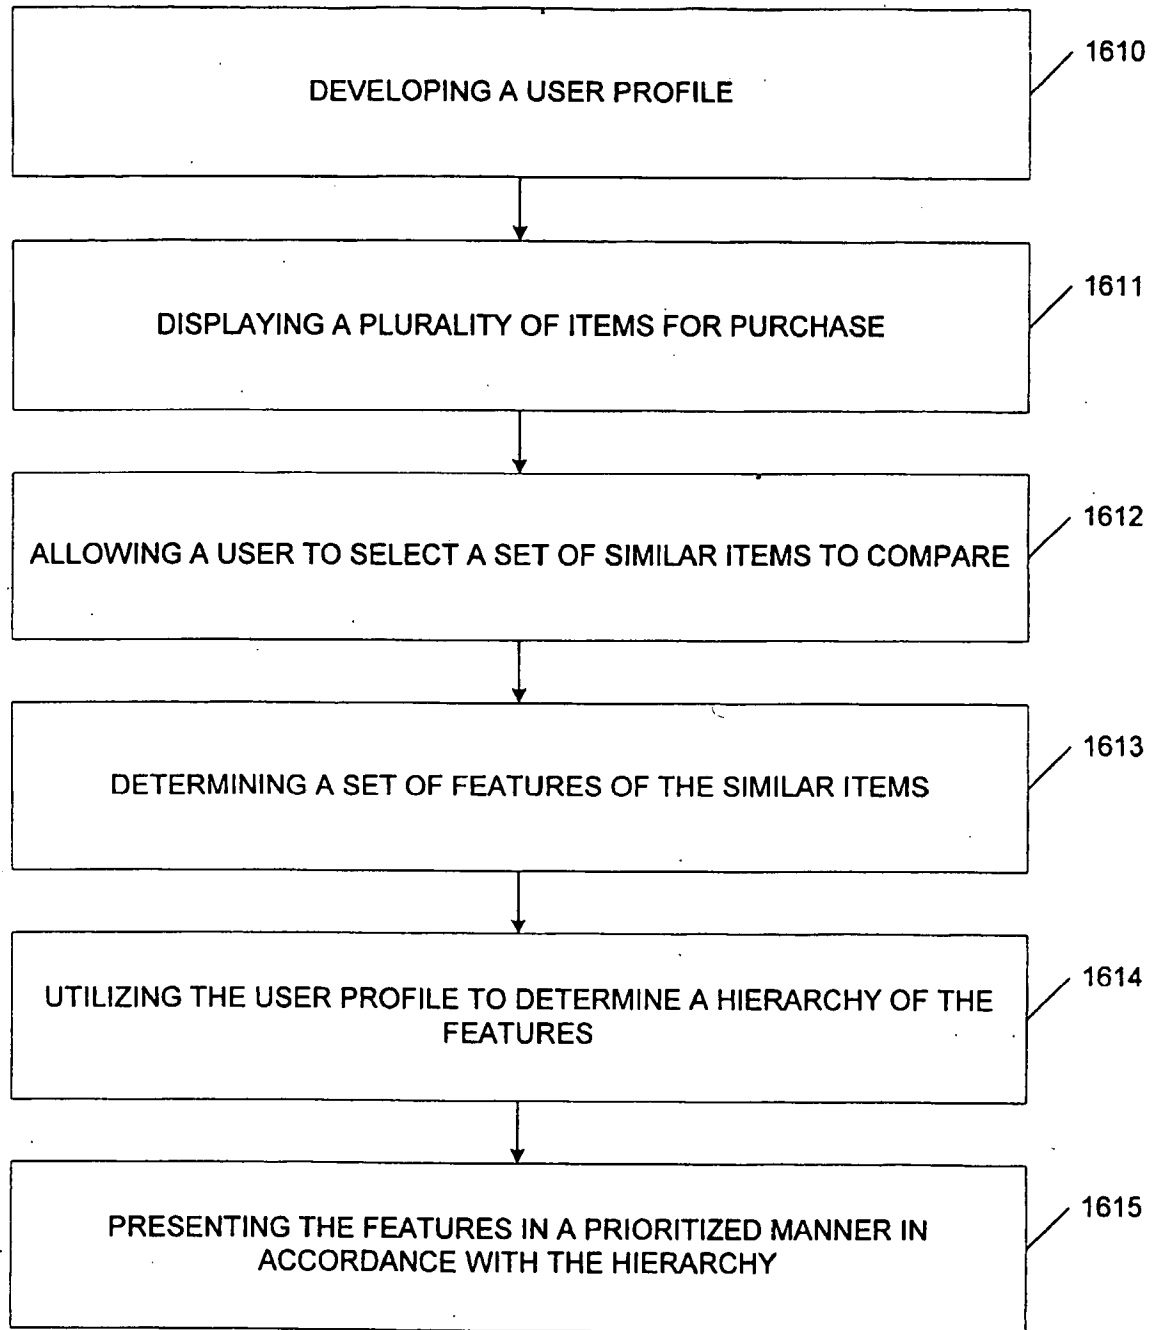 1610
DEVELOPING A USER PROFILE
1611
DISPLAYING A PLURALITY OF ITEMS FOR PURCHASE
1612
ALLOWING A USER TO SELECT A SET OF SIMILAR ITEMS TO COMPARE
1613
DETERMINING A SET OF FEATURES OF THE SIMILAR ITEMS
1614
UTILIZING THE USER PROFILE TO DETERMINE A HIERARCHY OF THE
FEATURES
1615
PRESENTING THE FEATURES IN A PRIORITIZED MANNER IN
ACCORDANCE WITH THE HIERARCHY